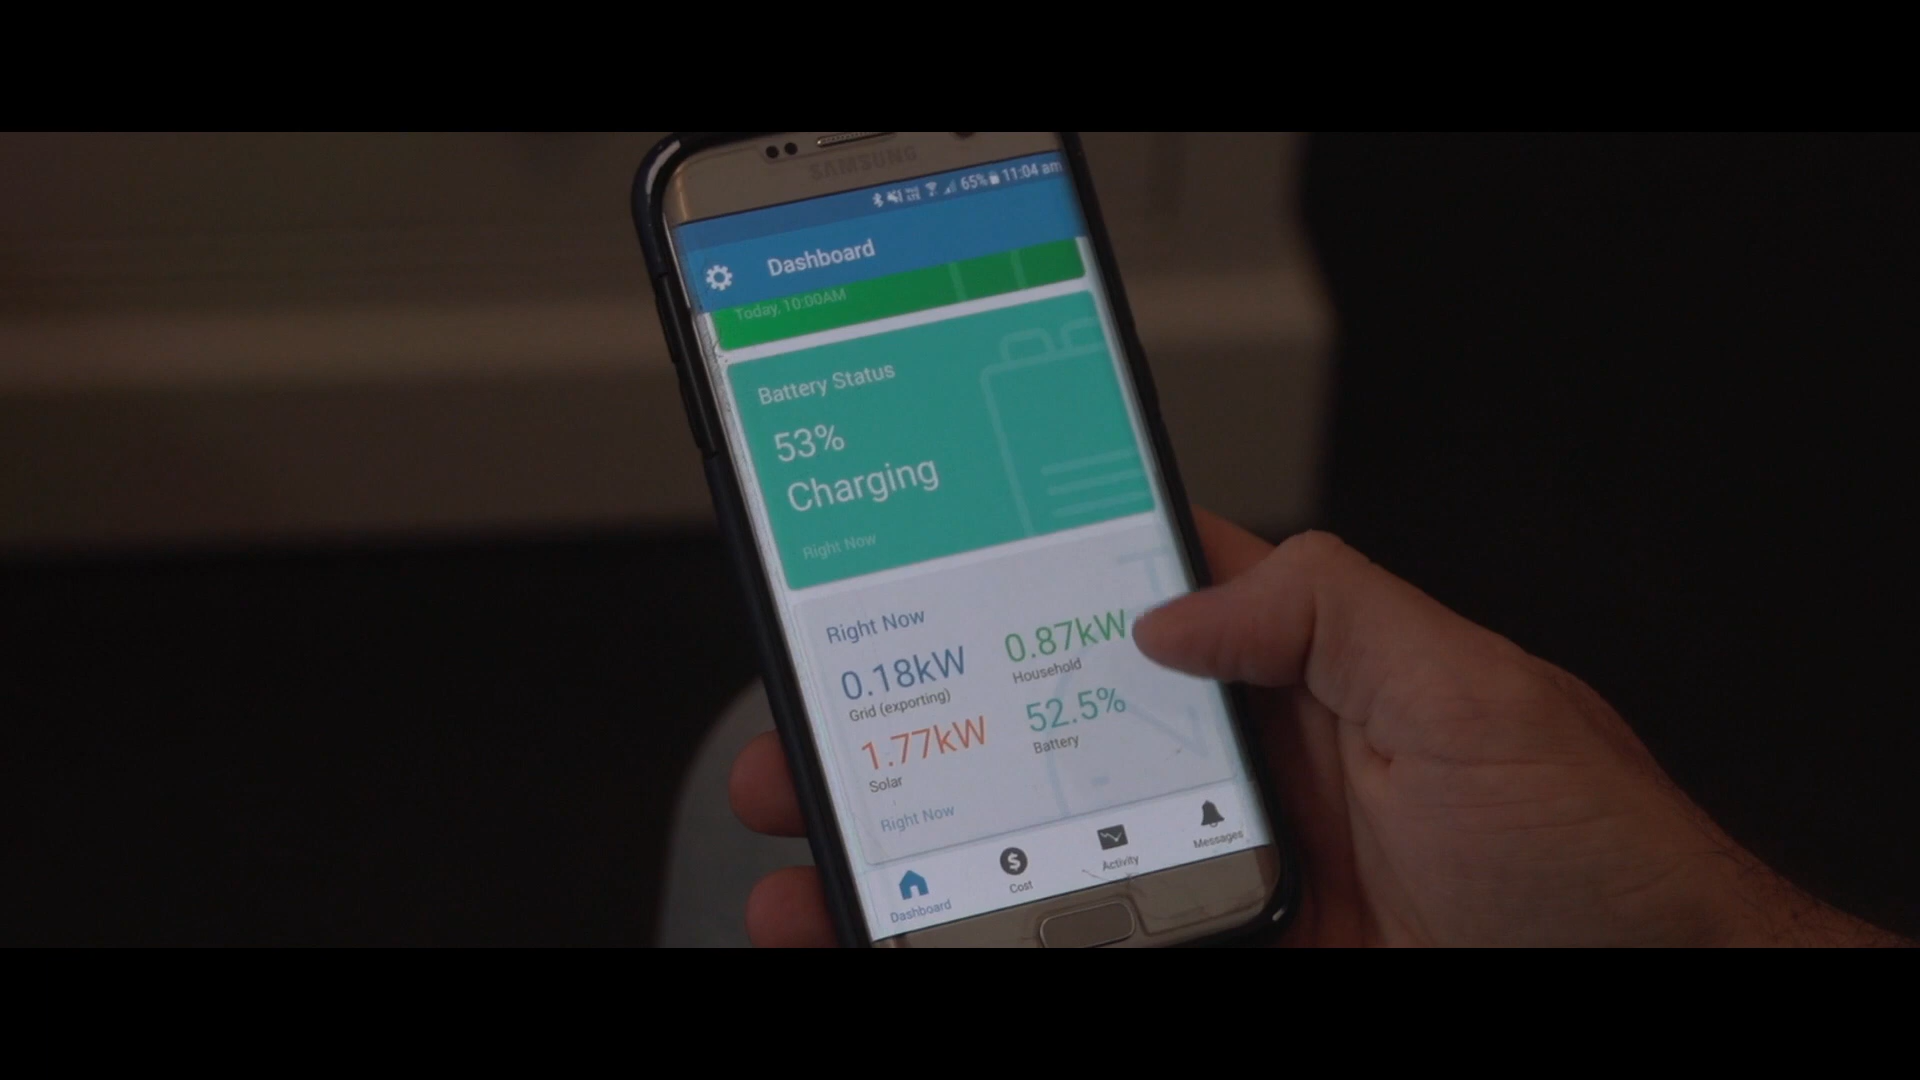 SAMSUNG
65% 11:04 am
Dashboard
Today, 10:00AM
Battery Status
53%
Charging
Right Now
Right Now
0.18kW
Grid (exporting)
0.87kW
Household
1.77kW
Solar
52.5%
Battery
Right Now
Dashboard
Cost
Activity
Messages